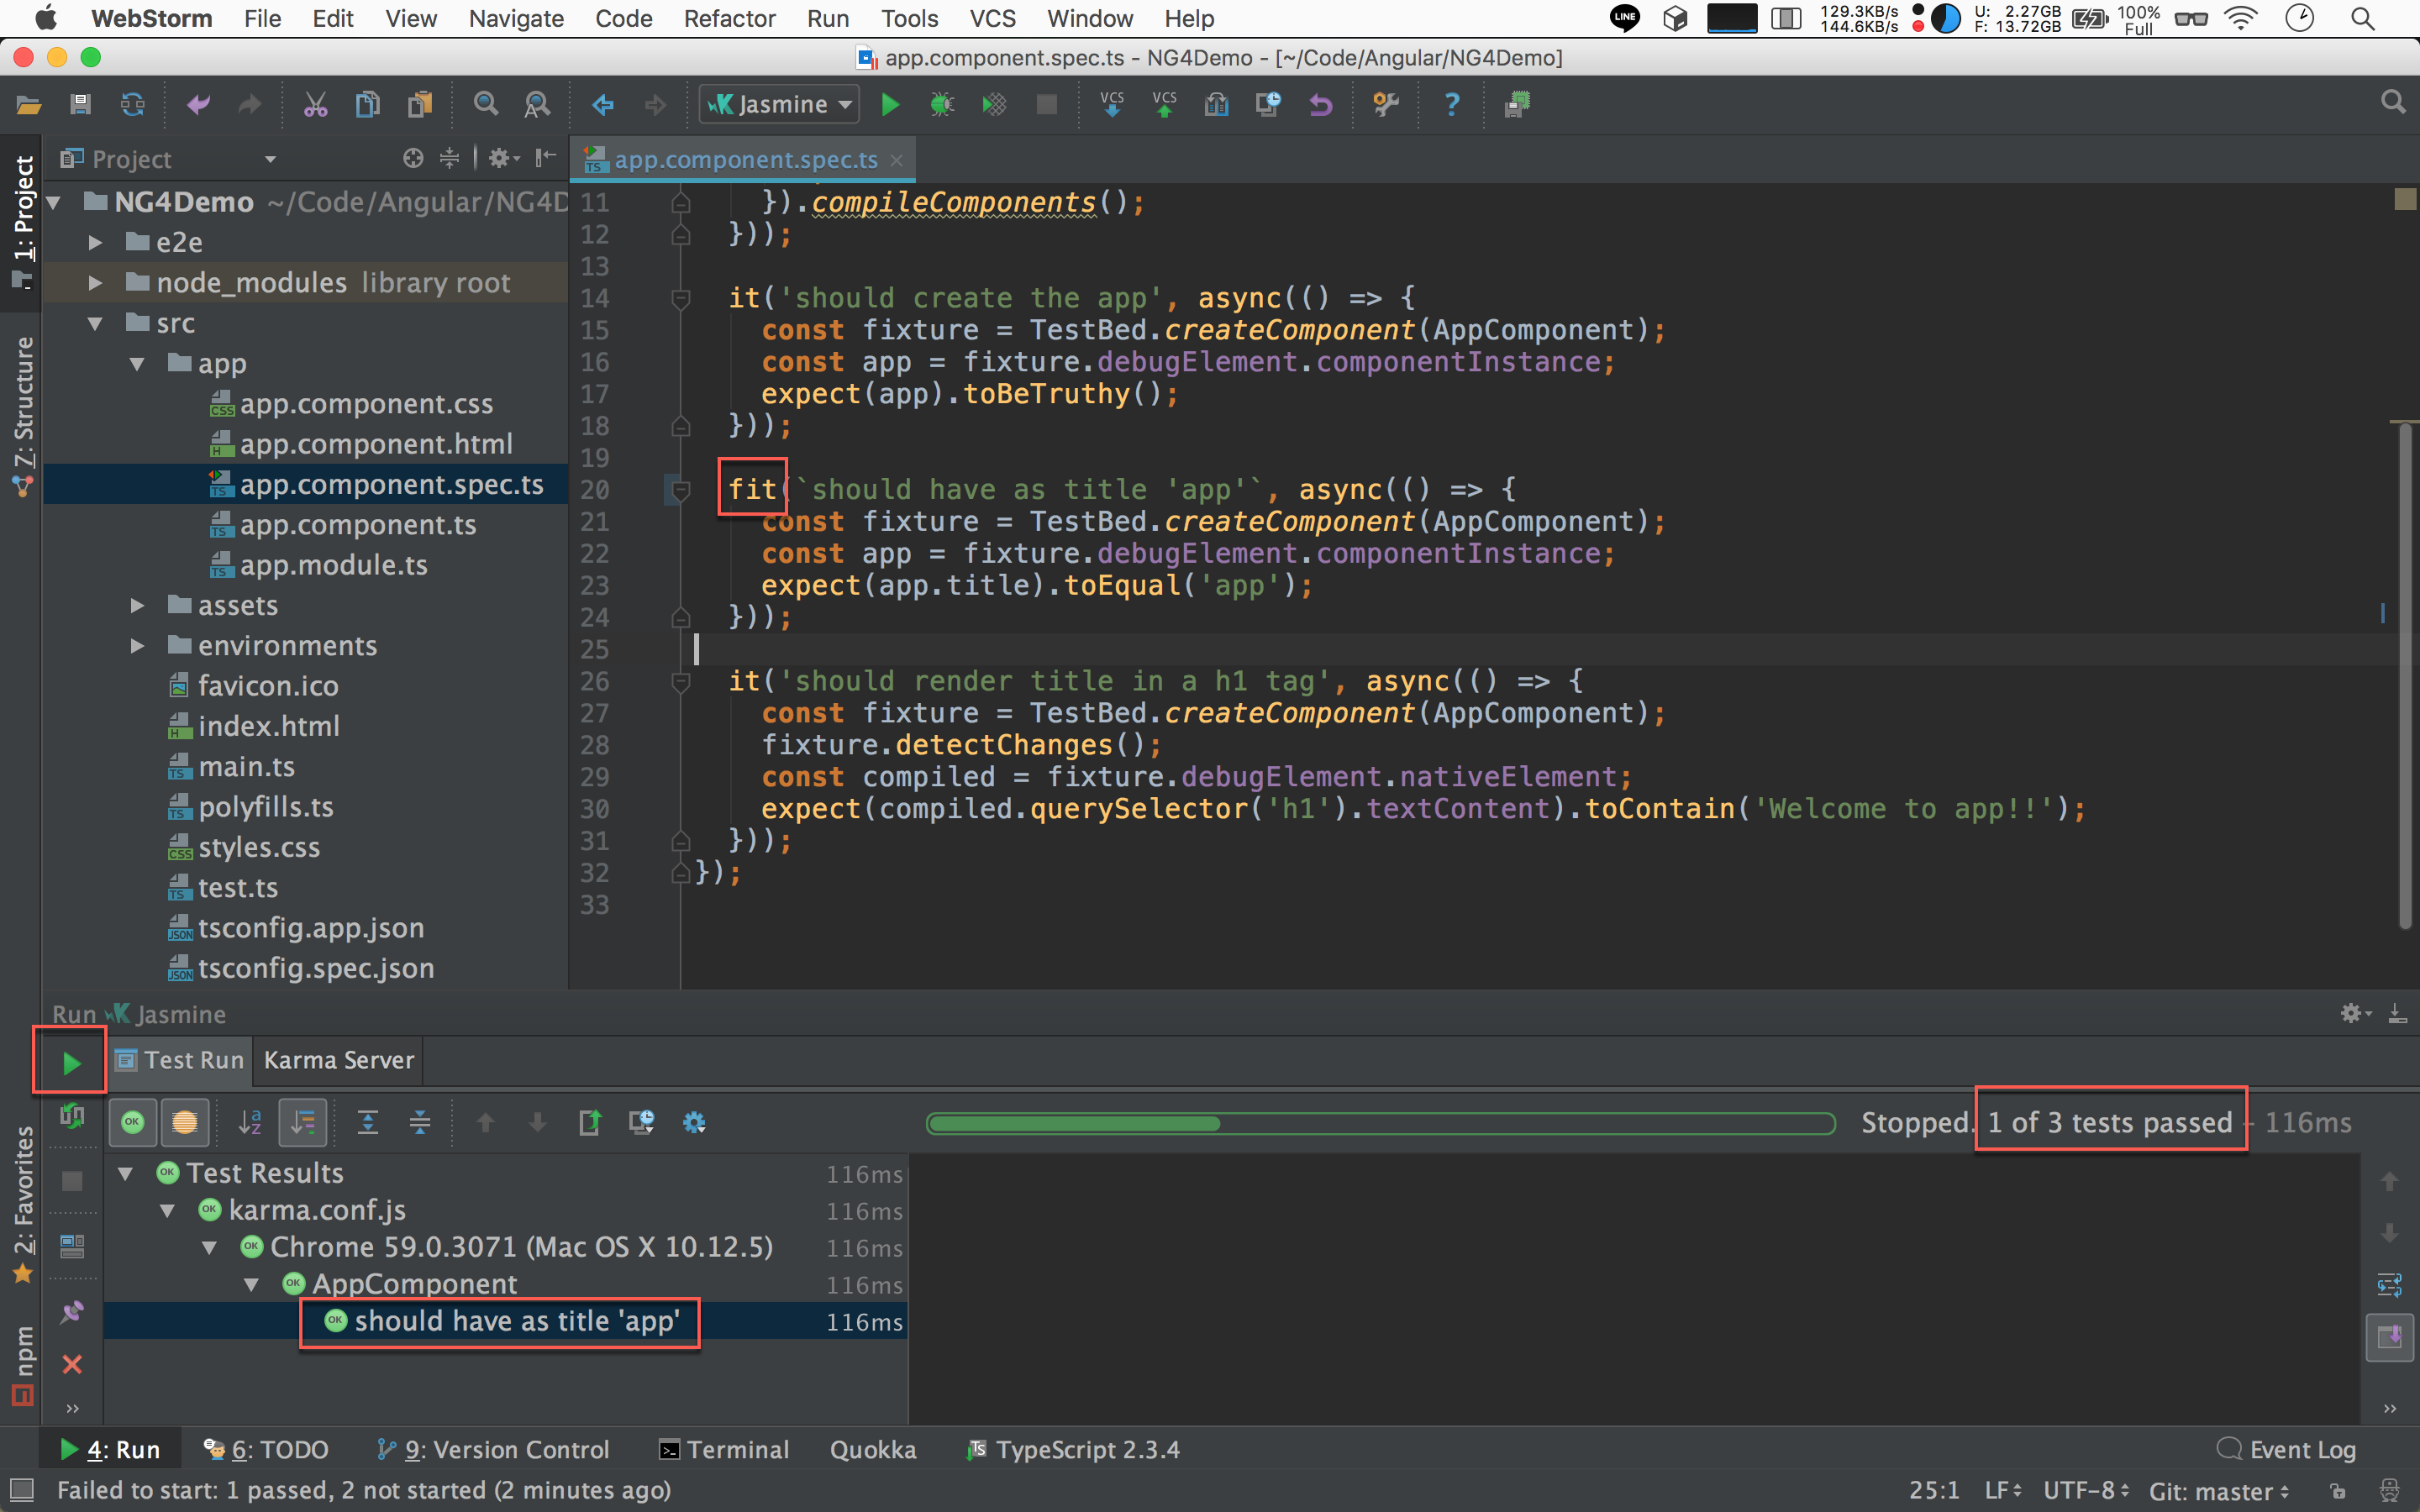 WebStorm File Edit View Navigate Code Refactor Run Tools VCS Window Help LINE 129.3KB/s 144.6KB/s U: 2.27GB F: 13.72GB 100% Full
app.component.spec.ts - NG4Demo - [~/Code/Angular/NG4Demo]
Jasmine VCS VCS ?
1: Project
Project
app.component.spec.ts
NG4Demo ~/Code/Angular/NG4D
e2e
node_modules library root
src
app
app.component.css
app.component.html
app.component.spec.ts
app.component.ts
app.module.ts
assets
environments
favicon.ico
index.html
main.ts
polyfills.ts
styles.css
test.ts
tsconfig.app.json
tsconfig.spec.json
7: Structure
11 }).compileComponents();
12 }));
13
14 it('should create the app', async(() => {
15 const fixture = TestBed.createComponent(AppComponent);
16 const app = fixture.debugElement.componentInstance;
17 expect(app).toBeTruthy();
18 }));
19
20 fit(`should have as title 'app'`, async(() => {
21 const fixture = TestBed.createComponent(AppComponent);
22 const app = fixture.debugElement.componentInstance;
23 expect(app.title).toEqual('app');
24 }));
25
26 it('should render title in a h1 tag', async(() => {
27 const fixture = TestBed.createComponent(AppComponent);
28 fixture.detectChanges();
29 const compiled = fixture.debugElement.nativeElement;
30 expect(compiled.querySelector('h1').textContent).toContain('Welcome to app!!');
31 }));
32 });
33
Run Jasmine
Test Run Karma Server
Stopped. 1 of 3 tests passed – 116ms
Test Results 116ms
karma.conf.js 116ms
Chrome 59.0.3071 (Mac OS X 10.12.5) 116ms
AppComponent 116ms
should have as title 'app' 116ms
2: Favorites
npm
4: Run 6: TODO 9: Version Control Terminal Quokka TypeScript 2.3.4 Event Log
Failed to start: 1 passed, 2 not started (2 minutes ago) 25:1 LF UTF-8 Git: master